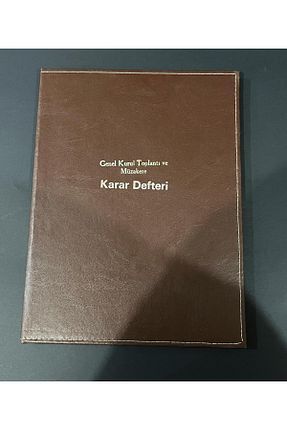 Genel Kurul Toplantı ve
Müzakere
Karar Defteri